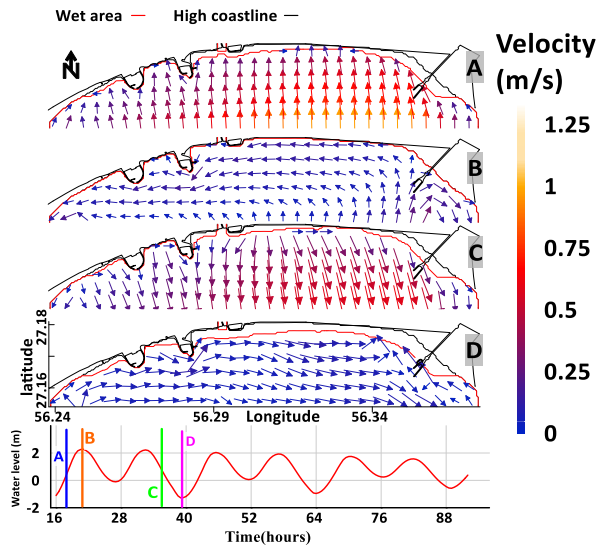 Wet area — High coastline —
Velocity
(m/s)
N
A
B
C
D
1.25
1
0.75
0.5
0.25
0
27.18
27.16
latitude
56.24 56.29 Longitude 56.34
Water level (m)
2
0
-2
A B C D
16 28 40 52 64 76 88
Time(hours)